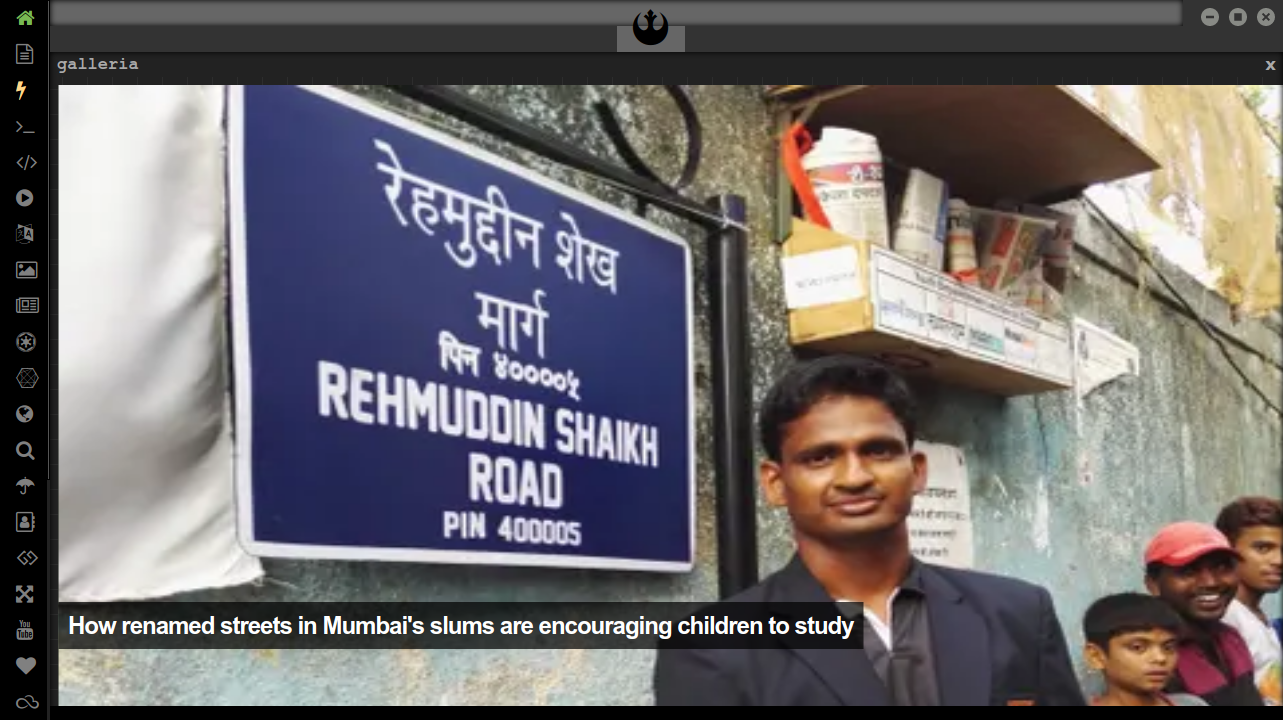 galleria
x
रेहमुद्दीन शेख
मार्ग
पिन ४००००५
REHMUDDIN SHAIKH
ROAD
PIN 400005
How renamed streets in Mumbai's slums are encouraging children to study
You
Tube